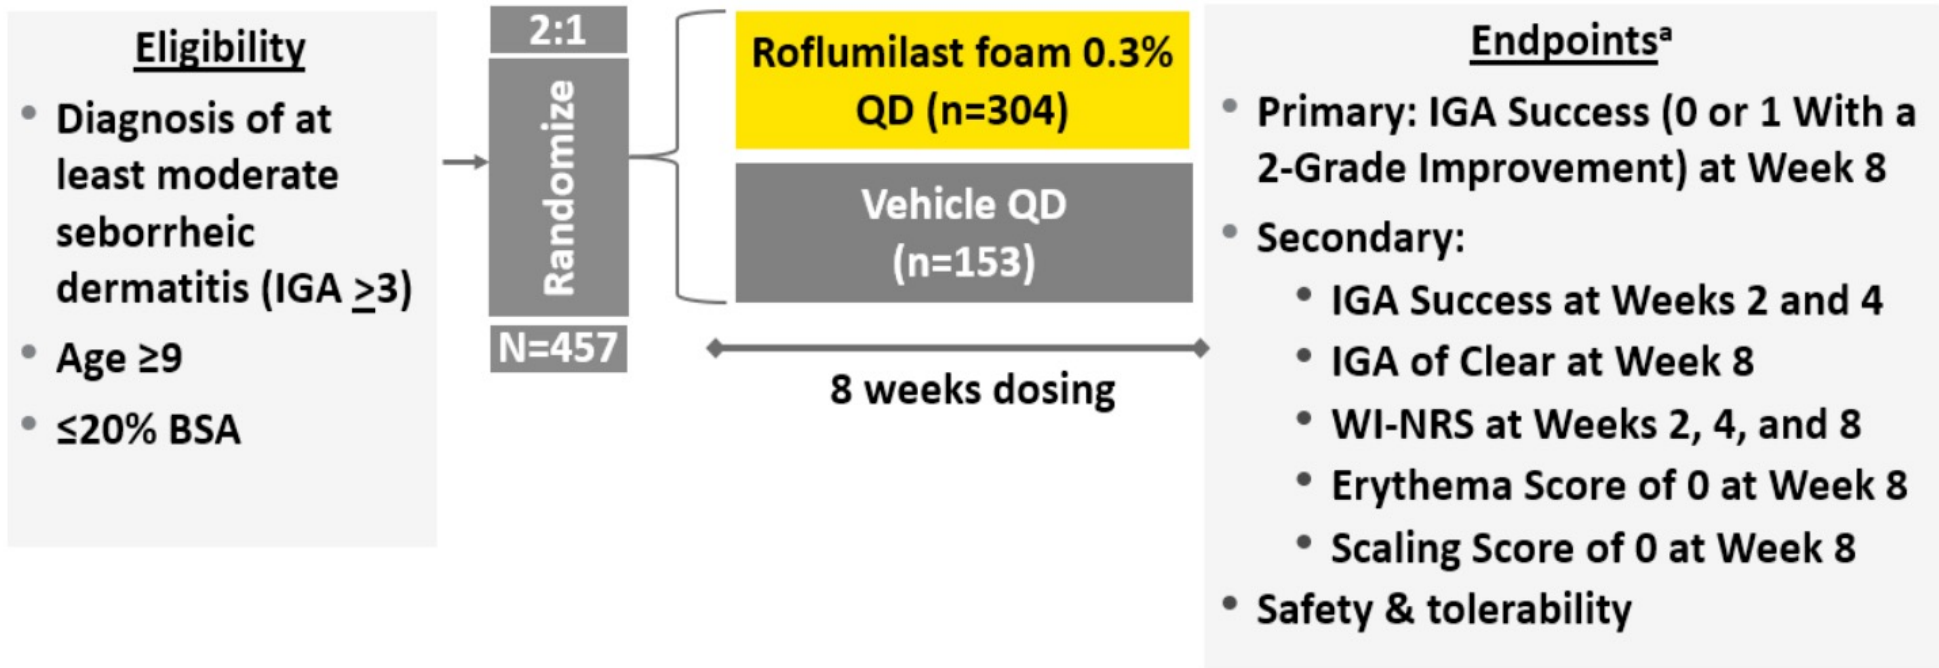 Eligibility
• Diagnosis of at
least moderate
seborrheic
dermatitis (IGA >3)
• Age ≥9
• ≤20% BSA
2:1
Randomize
N=457
Roflumilast foam 0.3%
QD (n=304)
Vehicle QD
(n=153)
8 weeks dosing
Endpointsᵃ
• Primary: IGA Success (0 or 1 With a
2-Grade Improvement) at Week 8
• Secondary:
• IGA Success at Weeks 2 and 4
• IGA of Clear at Week 8
• WI-NRS at Weeks 2, 4, and 8
• Erythema Score of 0 at Week 8
• Scaling Score of 0 at Week 8
• Safety & tolerability